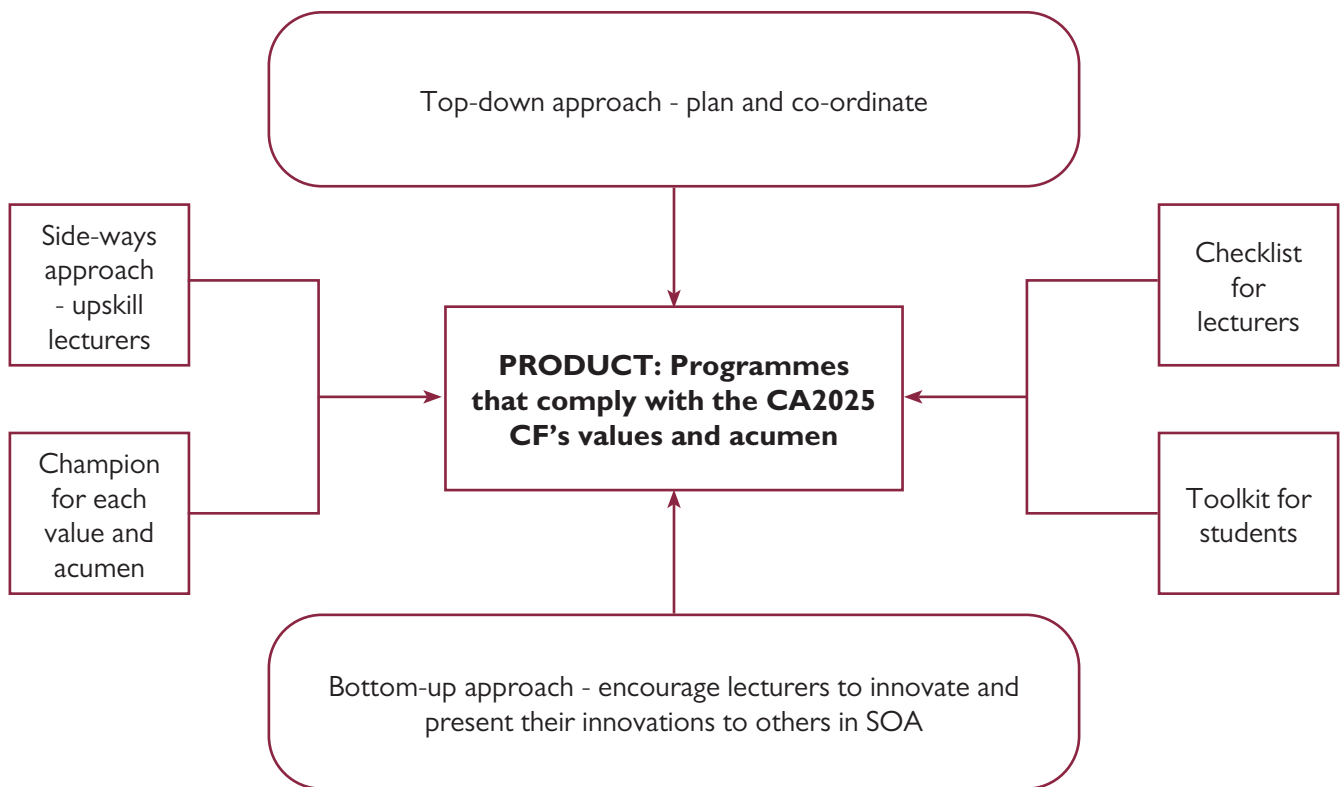 Top-down approach - plan and co-ordinate
Side-ways
approach
- upskill
lecturers
Champion
for each
value and
acumen
PRODUCT: Programmes
that comply with the CA2025
CF's values and acumen
Checklist
for
lecturers
Toolkit for
students
Bottom-up approach - encourage lecturers to innovate and
present their innovations to others in SOA